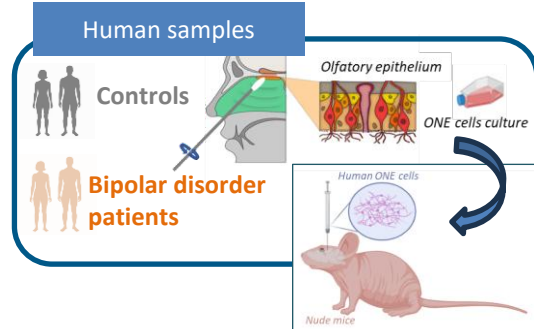 Human samples
Controls
Bipolar disorder
patients
Olfactory epithelium
ONE cells culture
Human ONE cells
Nude mice